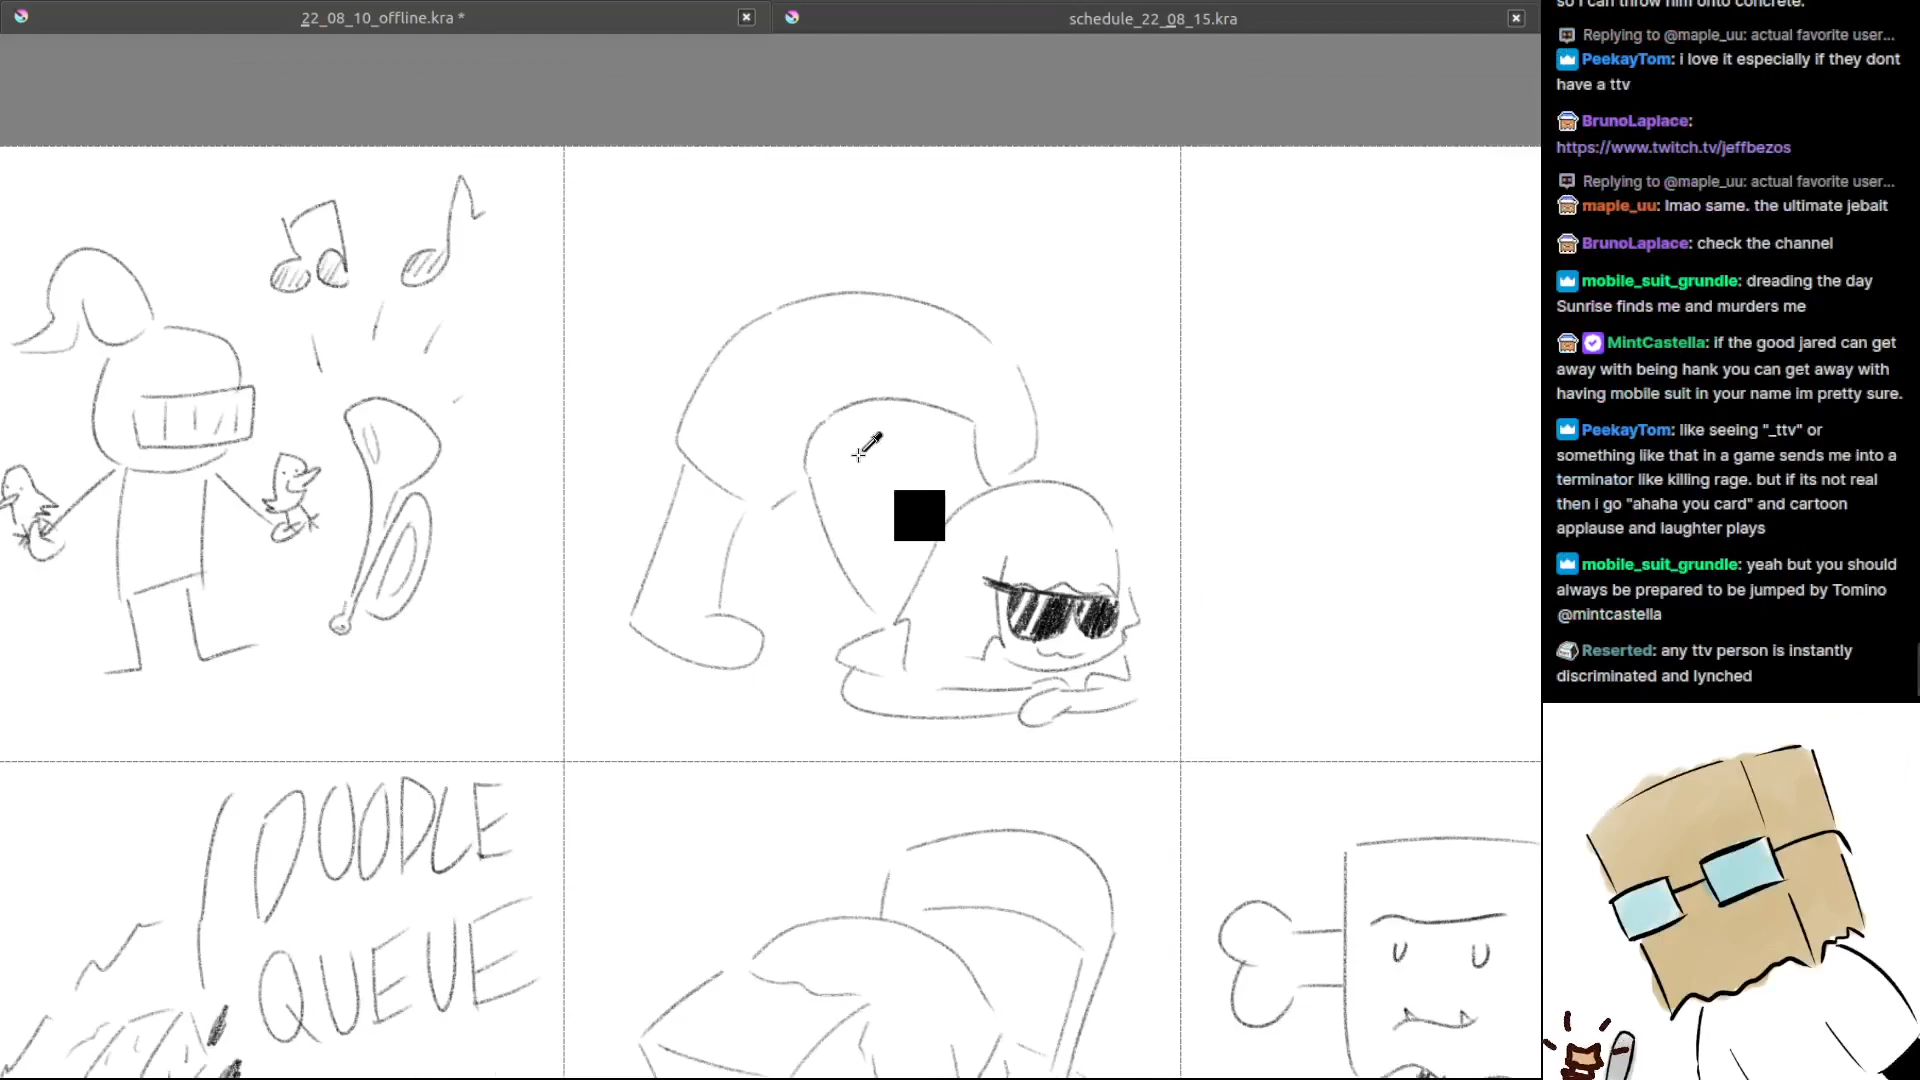 22_08_10_offline.kra *
schedule_22_08_15.kra
DOODLE
QUEUE
so I can throw him onto concrete.
Replying to @maple_uu: actual favorite user...
PeekayTom: i love it especially if they dont
have a ttv
BrunoLaplace:
https://www.twitch.tv/jeffbezos
Replying to @maple_uu: actual favorite user...
maple_uu: lmao same. the ultimate jebait
BrunoLaplace: check the channel
mobile_suit_grundle: dreading the day
Sunrise finds me and murders me
MintCastella: if the good jared can get
away with being hank you can get away with
having mobile suit in your name im pretty sure.
PeekayTom: like seeing "_ttv" or
something like that in a game sends me into a
terminator like killing rage. but if its not real
then i go "ahaha you card" and cartoon
applause and laughter plays
mobile_suit_grundle: yeah but you should
always be prepared to be jumped by Tomino
@mintcastella
Reserted: any ttv person is instantly
discriminated and lynched